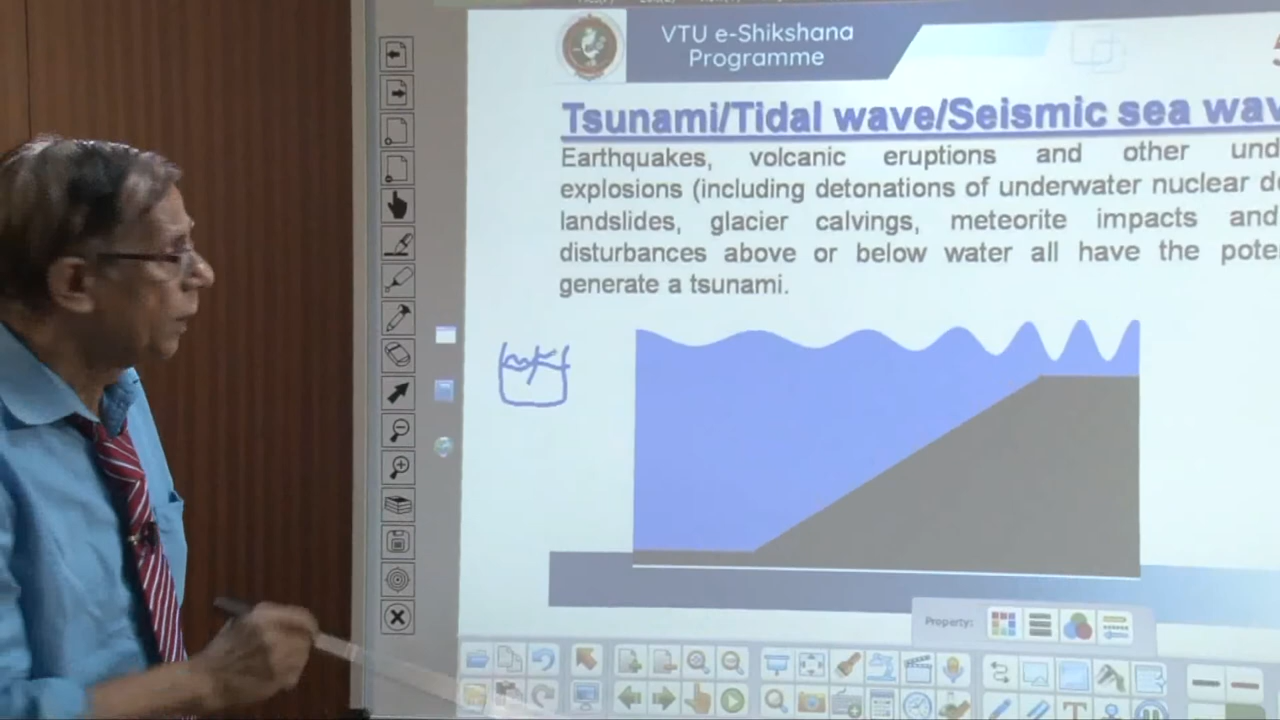 VTU e-Shikshana
Programme
Tsunami/Tidal wave/Seismic sea wav
Earthquakes, volcanic eruptions and other und
explosions (including detonations of underwater nuclear d
landslides, glacier calvings, meteorite impacts and
disturbances above or below water all have the pote
generate a tsunami.
Property: